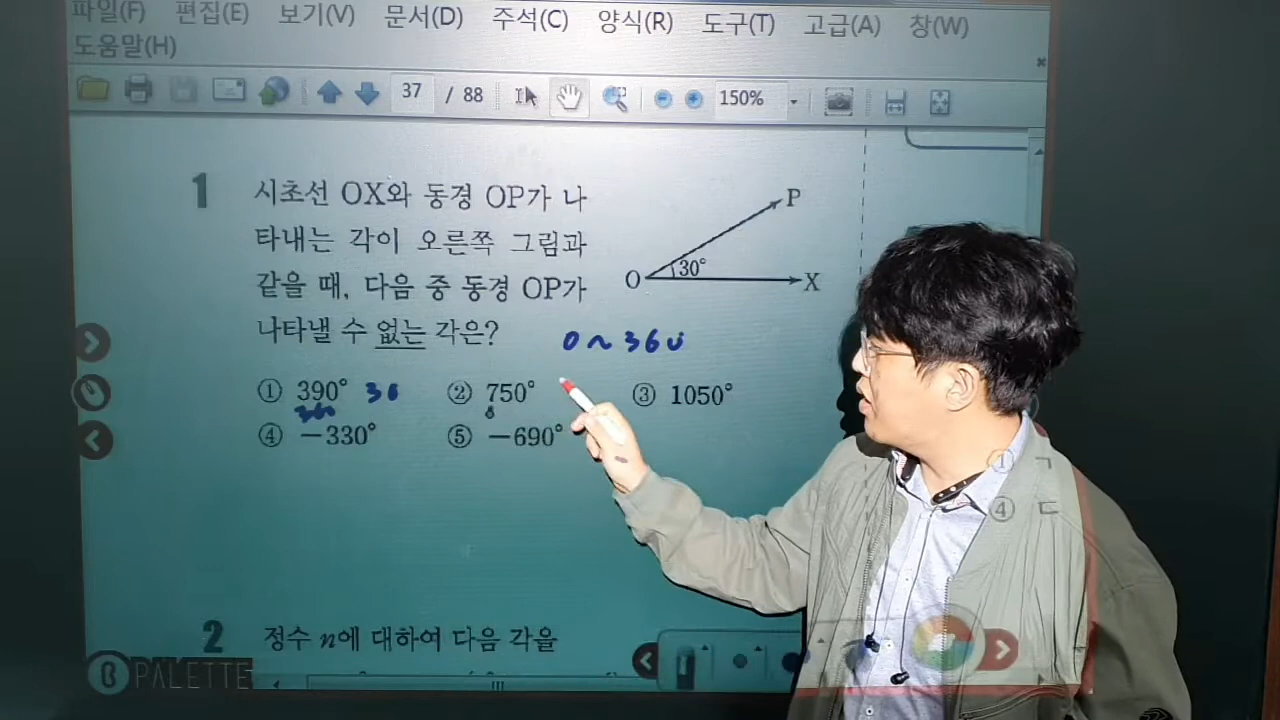 파일(F) 편집(E) 보기(V) 문서(D) 주석(C) 양식(R) 도구(T) 고급(A) 창(W)
도움말(H)
37 / 88 150%
1 시초선 OX와 동경 OP가 나
타내는 각이 오른쪽 그림과
같을 때, 다음 중 동경 OP가
나타낼 수 없는 각은?
P
O 30° X
0 ~ 360
① 390° 30 ② 750° ③ 1050°
360
④ -330° ⑤ -690°
① ㄱ
④ ㄷ
2 정수 n에 대하여 다음 각을
PALETTE